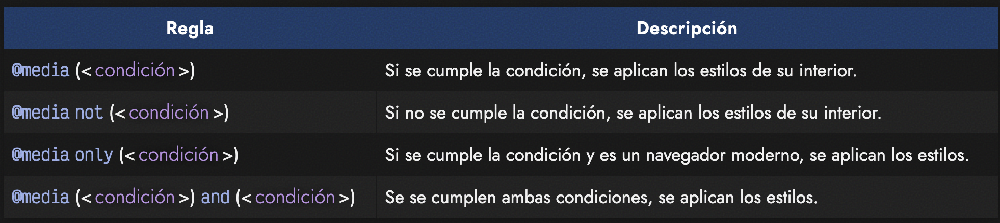 Regla Descripción
@media (< condición >) Si se cumple la condición, se aplican los estilos de su interior.
@media not (< condición >) Si no se cumple la condición, se aplican los estilos de su interior.
@media only (< condición >) Si se cumple la condición y es un navegador moderno, se aplican los estilos.
@media (< condición >) and (< condición >) Se se cumplen ambas condiciones, se aplican los estilos.